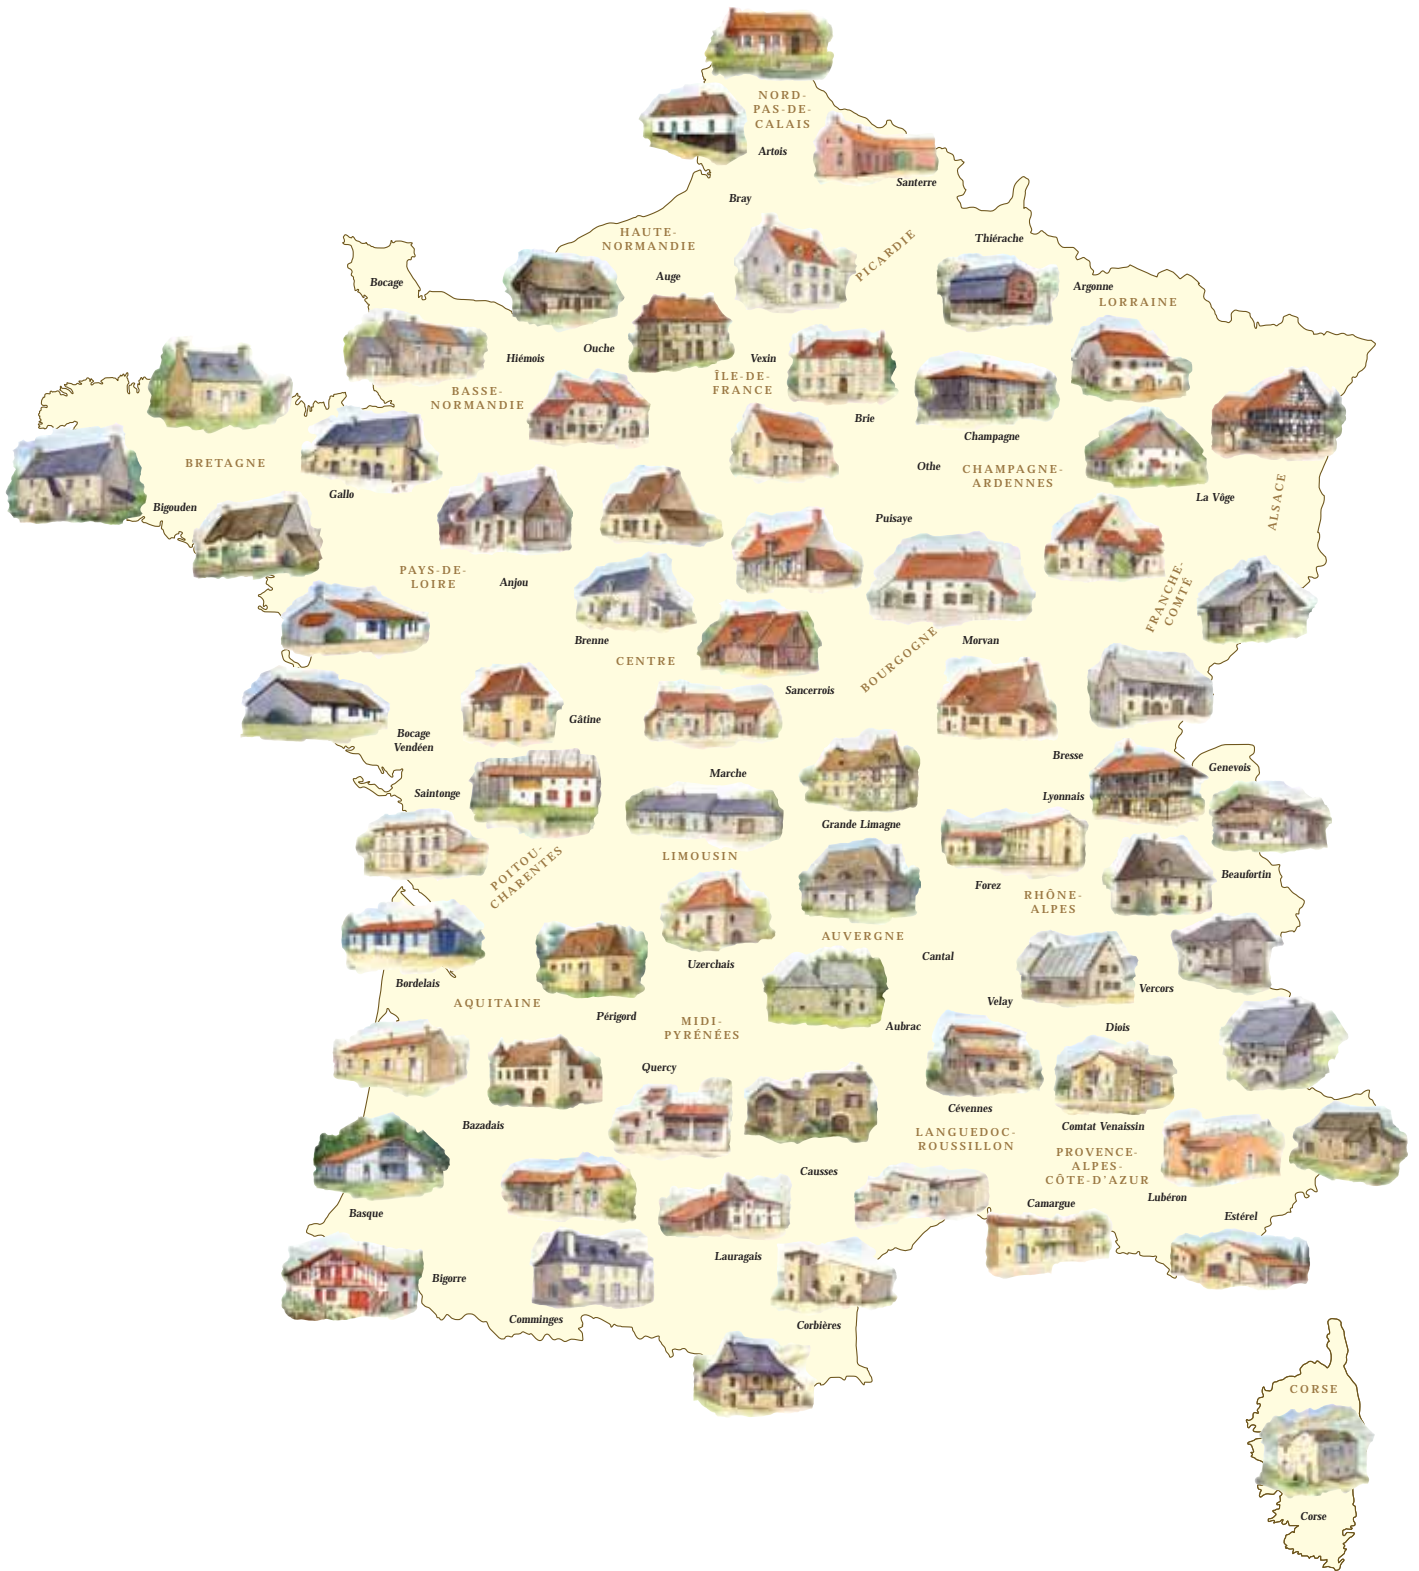 NORD-
PAS-DE-
CALAIS
Artois
Santerre
Bray
HAUTE-
NORMANDIE
PICARDIE
Thiérache
Auge
Bocage
Argonne
LORRAINE
Ouche
Hiémois
Vexin
ÎLE-DE-
FRANCE
BASSE-
NORMANDIE
Brie
Champagne
BRETAGNE
Othe
CHAMPAGNE-
ARDENNES
Gallo
La Vôge
ALSACE
Bigouden
Puisaye
PAYS-DE-
LOIRE
Anjou
FRANCHE-
COMTÉ
Brenne
Morvan
CENTRE
BOURGOGNE
Sancerrois
Gâtine
Bocage
Vendéen
Bresse
Genevois
Marche
Saintonge
Lyonnais
Grande Limagne
LIMOUSIN
POITOU-
CHARENTES
Beaufortin
Forez
RHÔNE-
ALPES
AUVERGNE
Cantal
Uzerchais
Bordelais
Vercors
AQUITAINE
Velay
Périgord
MIDI-
PYRÉNÉES
Aubrac
Diois
Quercy
Cévennes
Bazadais
Comtat Venaissin
LANGUEDOC-
ROUSSILLON
PROVENCE-
ALPES-
CÔTE-D'AZUR
Causses
Lubéron
Camargue
Basque
Estérel
Lauragais
Bigorre
Comminges
Corbières
CORSE
Corse